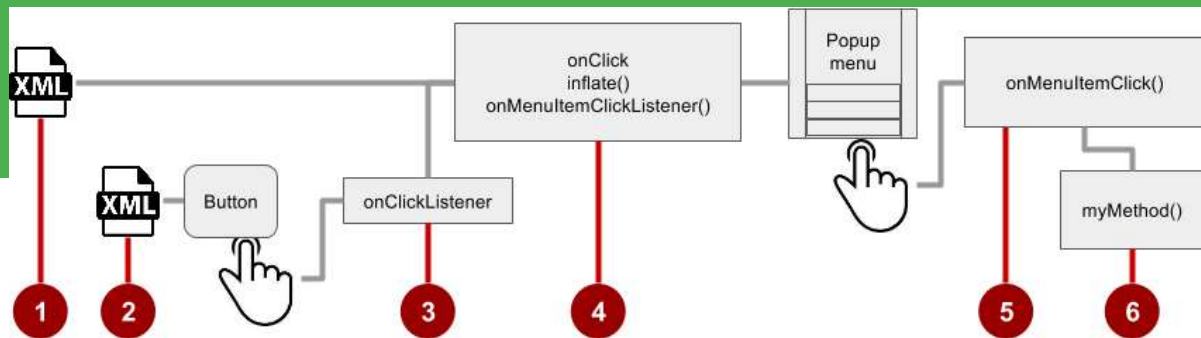 XML
onClick
inflate()
onMenuItemClickListener()
Popup
menu
onMenuItemClick()
XML
Button
onClickListener
myMethod()
1
2
3
4
5
6